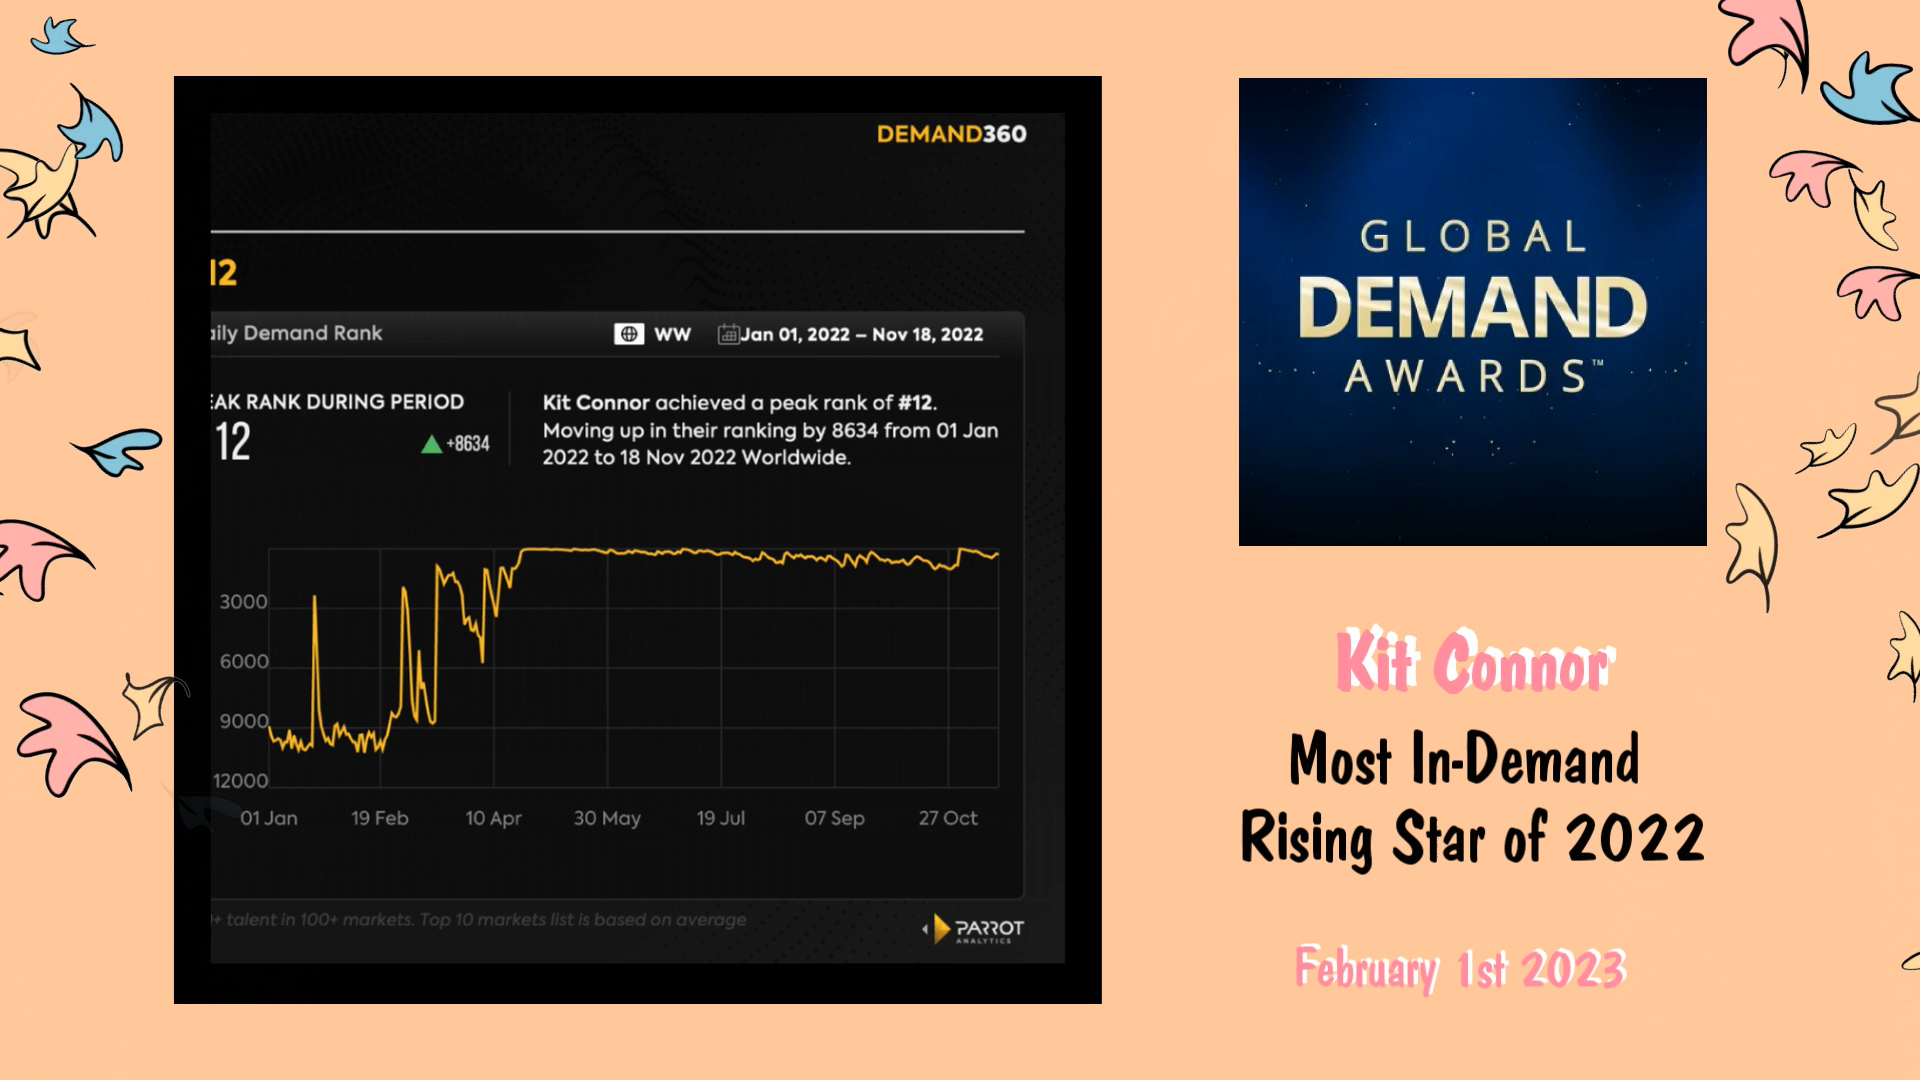 DEMAND360
12
aily Demand Rank
WW
Jan 01, 2022 – Nov 18, 2022
EAK RANK DURING PERIOD
12
+8634
Kit Connor achieved a peak rank of #12.
Moving up in their ranking by 8634 from 01 Jan
2022 to 18 Nov 2022 Worldwide.
3000
6000
9000
12000
01 Jan
19 Feb
10 Apr
30 May
19 Jul
07 Sep
27 Oct
+ talent in 100+ markets. Top 10 markets list is based on average
PARROT
ANALYTICS
GLOBAL
DEMAND
AWARDS™
Kit Connor
Most In-Demand
Rising Star of 2022
February 1st 2023